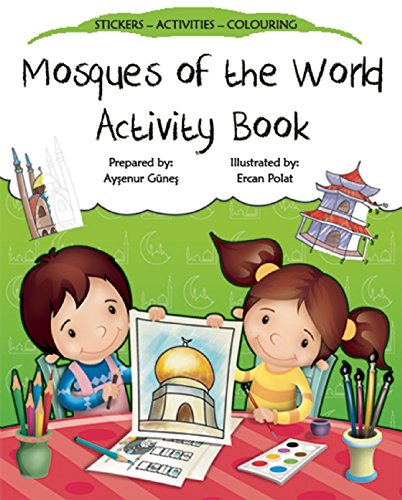 STICKERS – ACTIVITIES – COLOURING
Mosques of the World
Activity Book
Prepared by:
Ayşenur Güneş
Illustrated by:
Ercan Polat